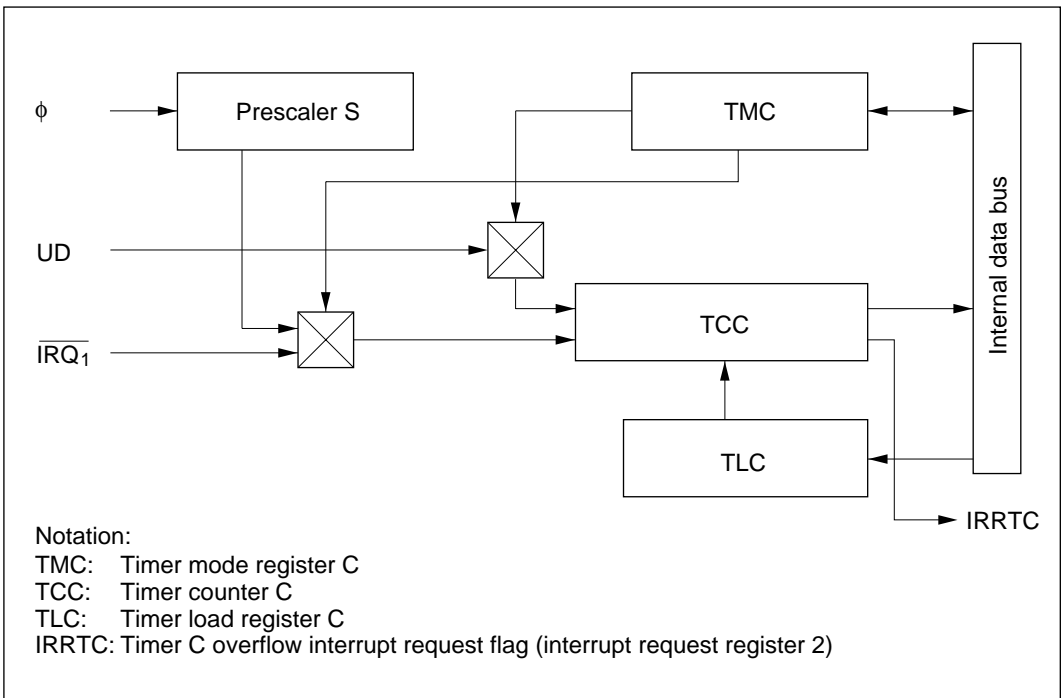 ϕ
Prescaler S
TMC
UD
TCC
Internal data bus
IRQ1
TLC
IRRTC
Notation:
TMC: Timer mode register C
TCC: Timer counter C
TLC: Timer load register C
IRRTC: Timer C overflow interrupt request flag (interrupt request register 2)